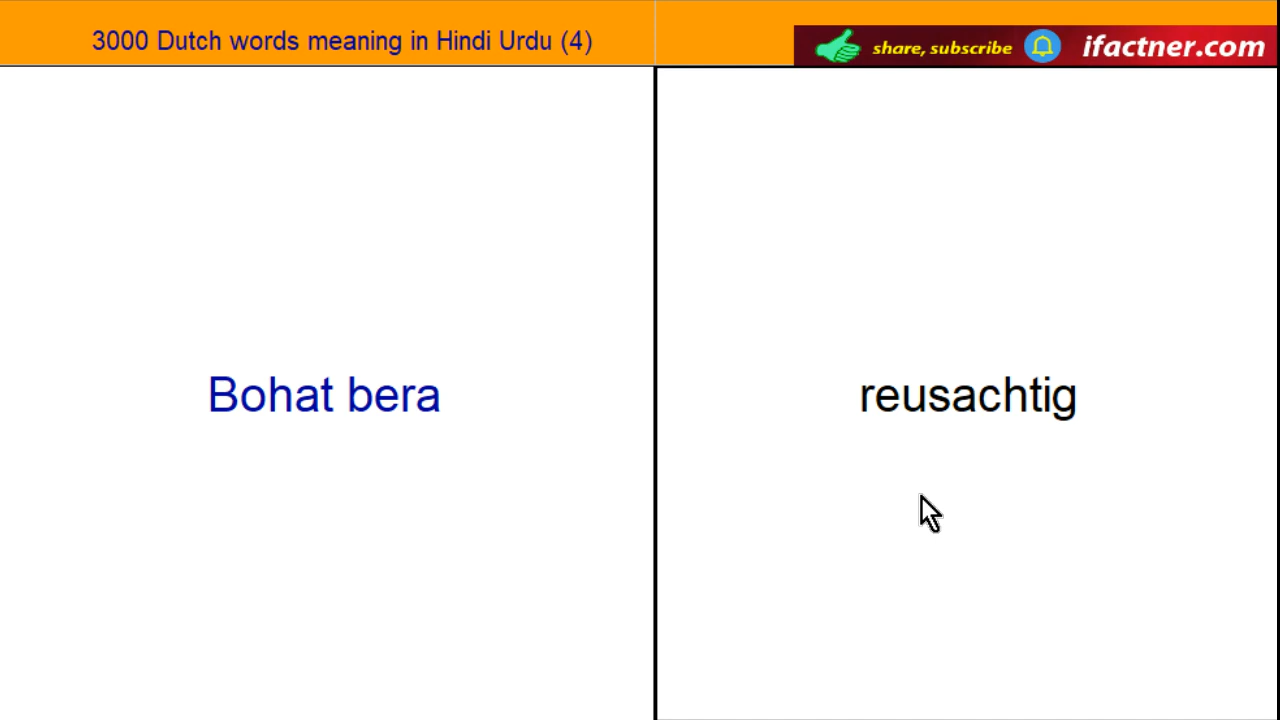 3000 Dutch words meaning in Hindi Urdu (4)
share, subscribe
ifactner.com
Bohat bera
reusachtig